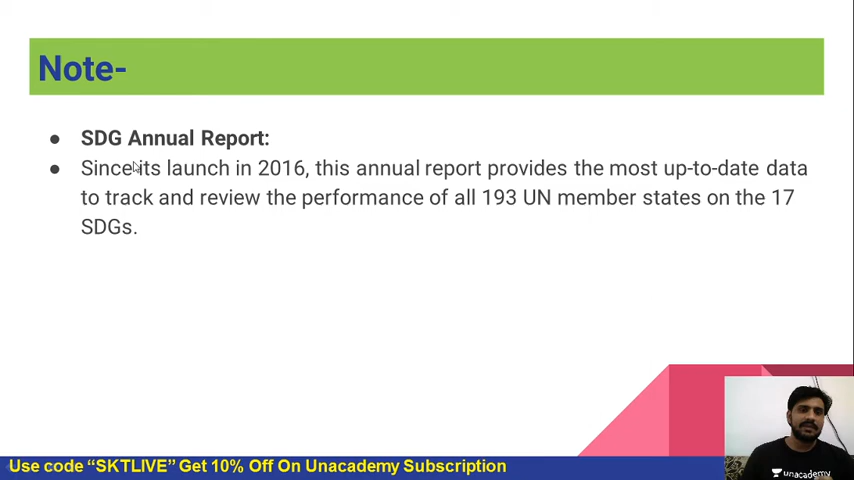 Note-
● SDG Annual Report:
● Since its launch in 2016, this annual report provides the most up-to-date data
to track and review the performance of all 193 UN member states on the 17
SDGs.
unacademy
Use code “SKTLIVE” Get 10% Off On Unacademy Subscription